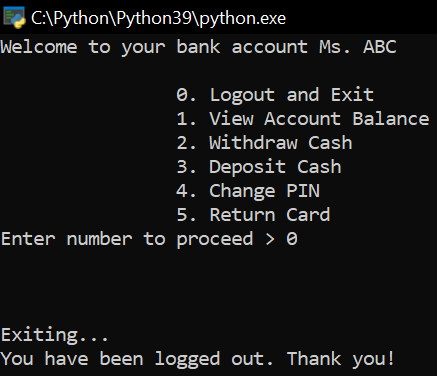 C:\Python\Python39\python.exe
Welcome to your bank account Ms. ABC
0. Logout and Exit
1. View Account Balance
2. Withdraw Cash
3. Deposit Cash
4. Change PIN
5. Return Card
Enter number to proceed > 0
Exiting...
You have been logged out. Thank you!